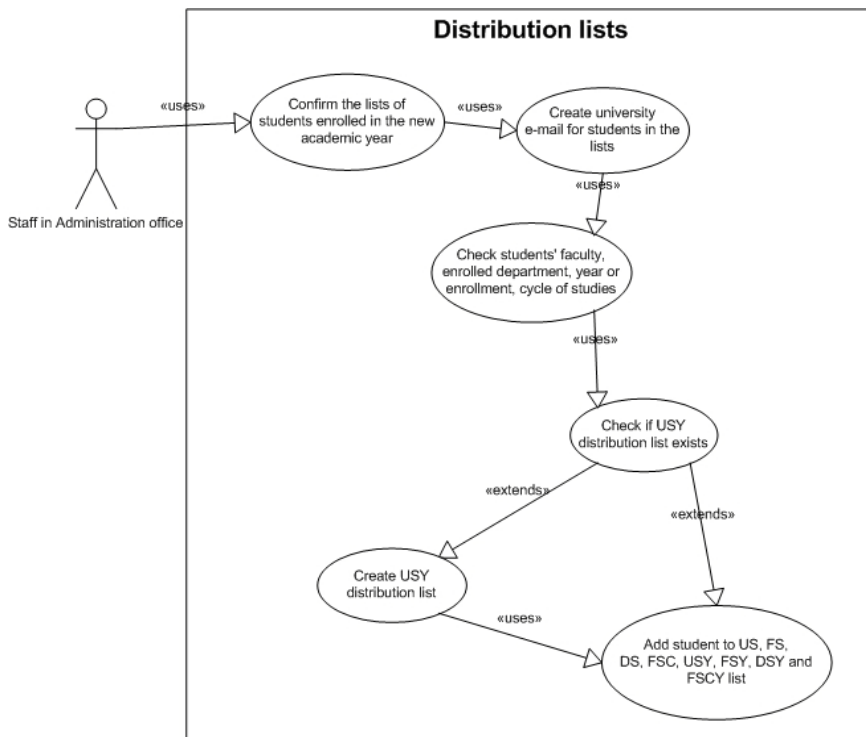 Distribution lists
«uses»
Confirm the lists of
students enrolled in the new
academic year
«uses»
Create university
e-mail for students in the
lists
Staff in Administration office
«uses»
Check students' faculty,
enrolled department, year or
enrollment, cycle of studies
«uses»
Check if USY
distribution list exists
«extends»
«extends»
Create USY
distribution list
«uses»
Add student to US, FS,
DS, FSC, USY, FSY, DSY and
FSCY list